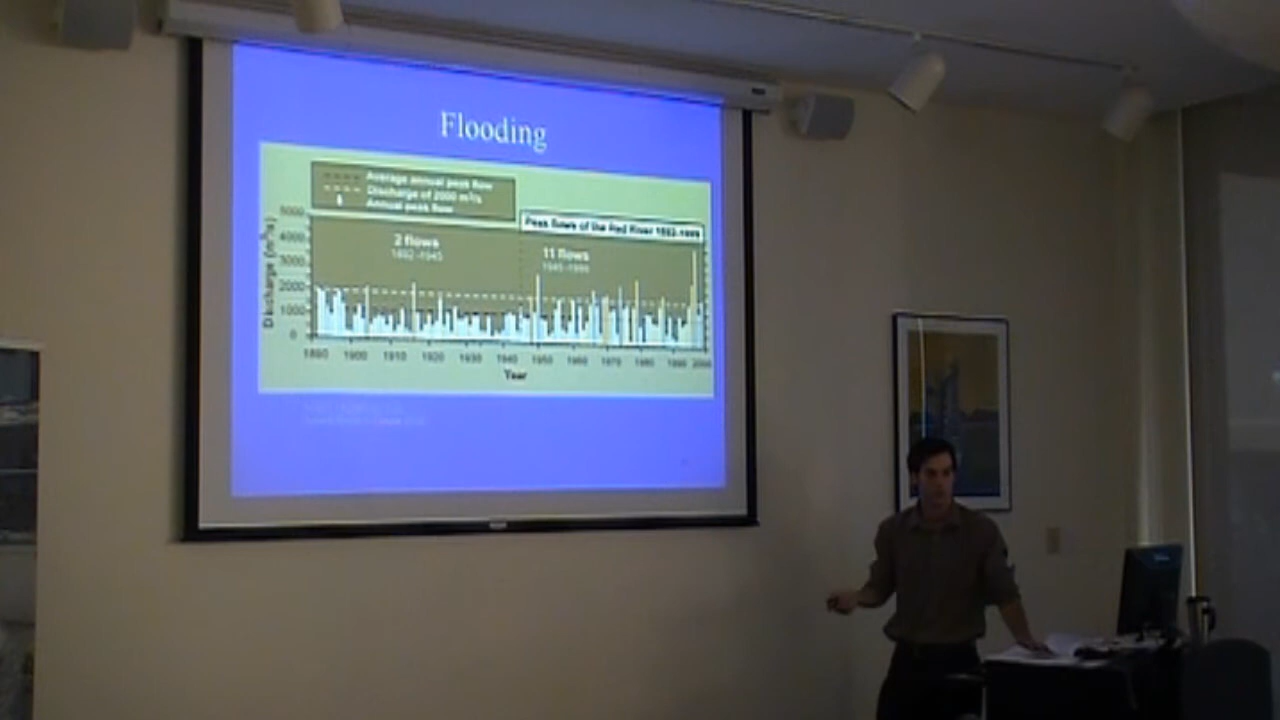 Flooding
Average annual peak flow
Discharge of 2000 m³/s
Annual peak flow
Peak flows of the Red River 1892-1999
2 flows
1892-1945
11 flows
1945-1999
Discharge (m³/s)
5000
4000
3000
2000
1000
0
1890 1900 1910 1920 1930 1940 1950 1960 1970 1980 1990 2000
Year